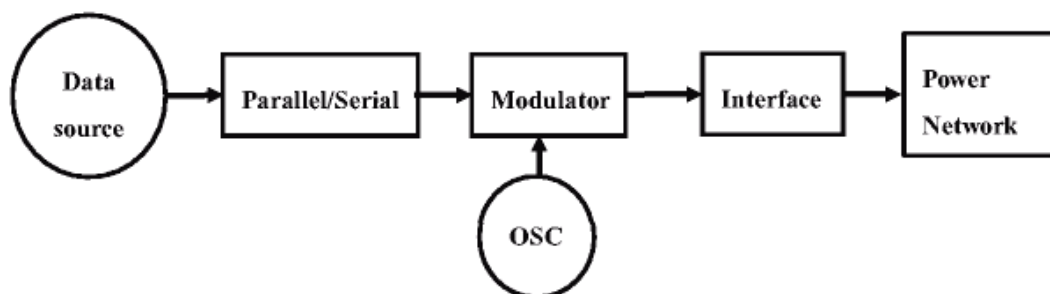 Data
source
Parallel/Serial
Modulator
Interface
Power
Network
OSC